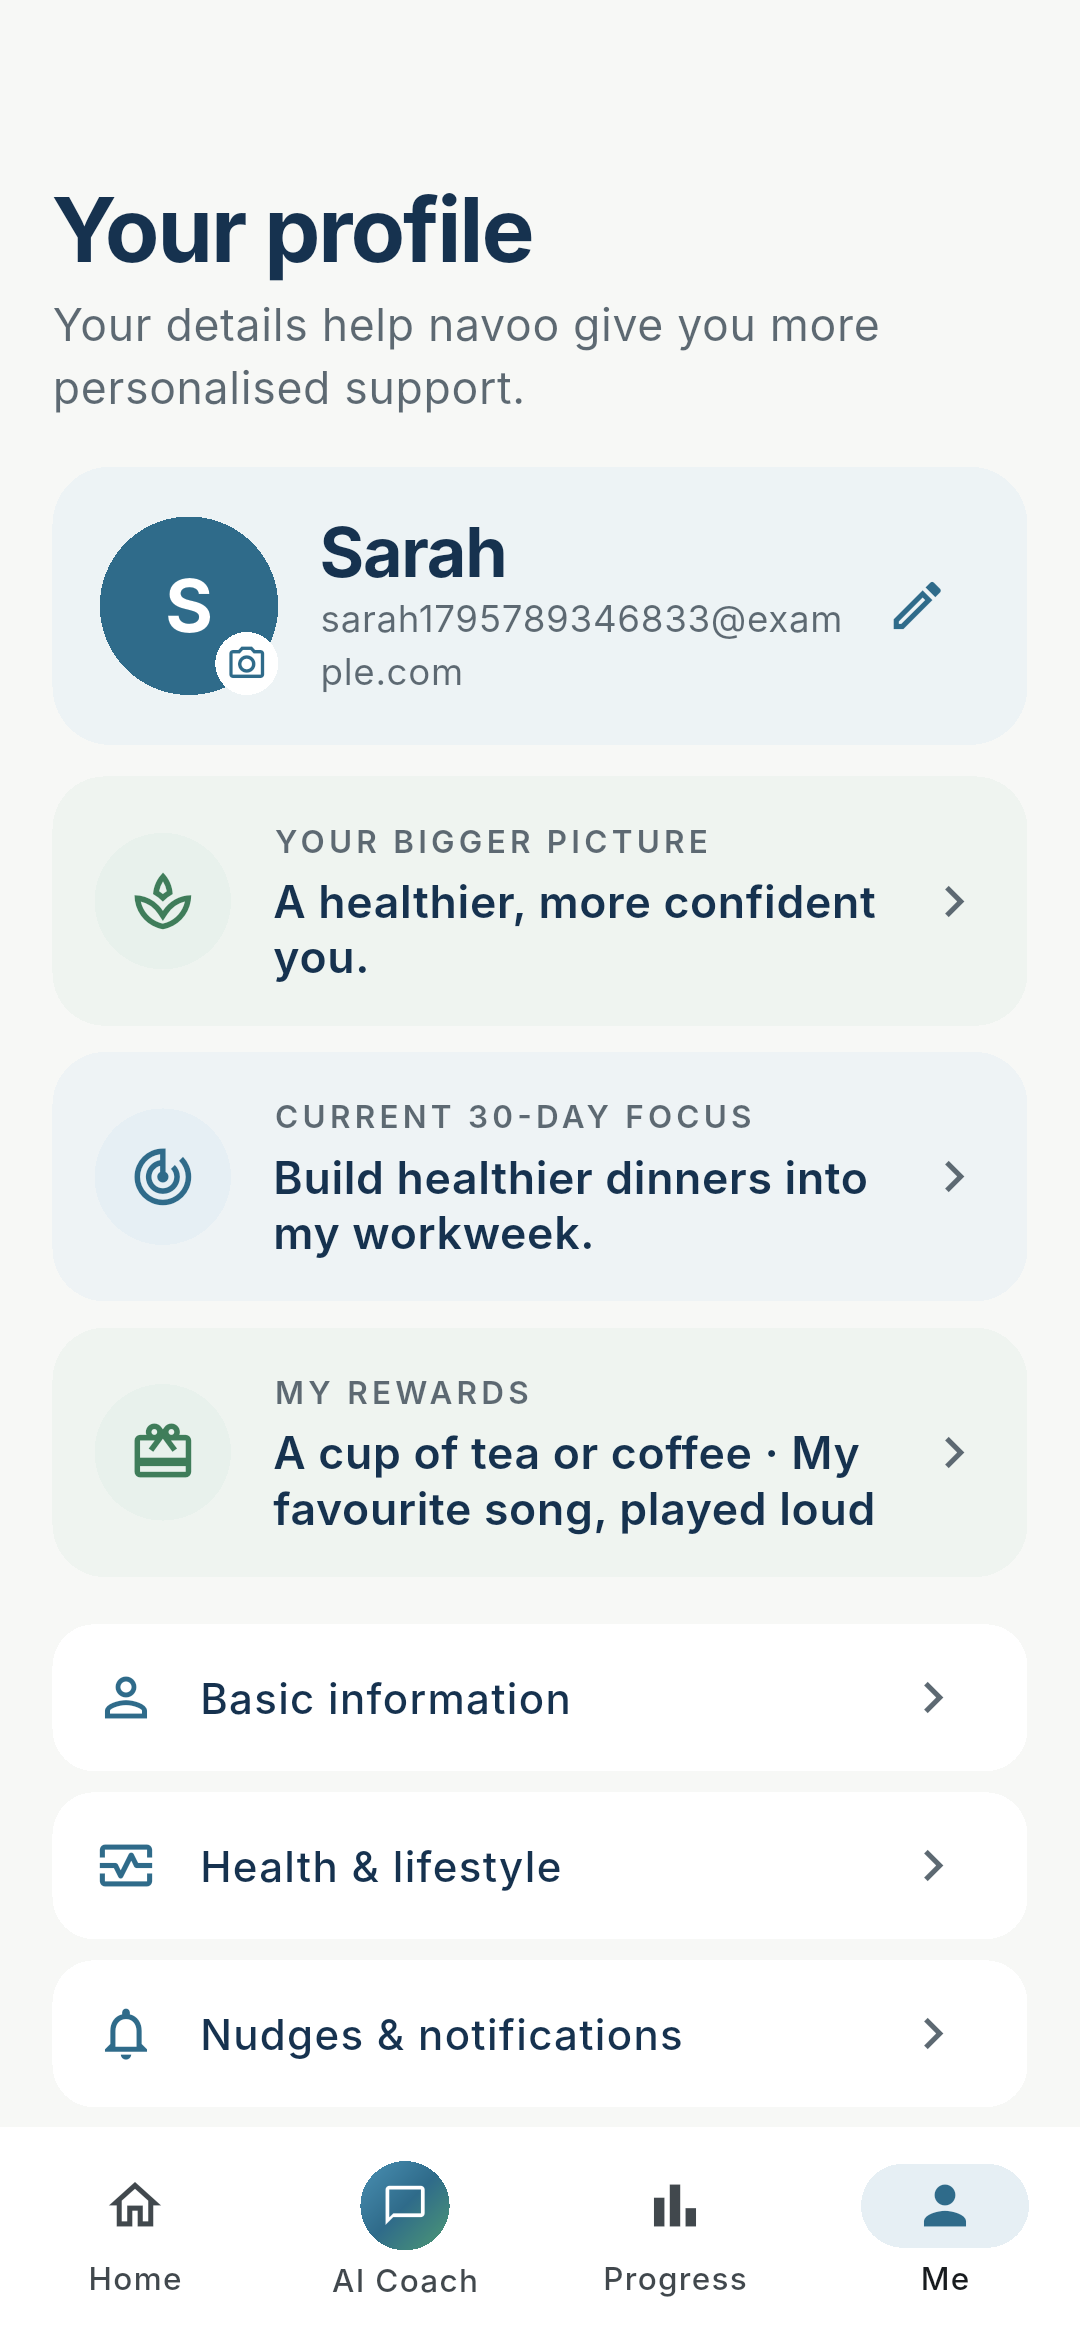 Your profile
Your details help navoo give you more
personalised support.
S
Sarah
sarah1795789346833@exam
ple.com
YOUR BIGGER PICTURE
A healthier, more confident
you.
CURRENT 30-DAY FOCUS
Build healthier dinners into
my workweek.
MY REWARDS
A cup of tea or coffee · My
favourite song, played loud
Basic information
Health & lifestyle
Nudges & notifications
Home
AI Coach
Progress
Me